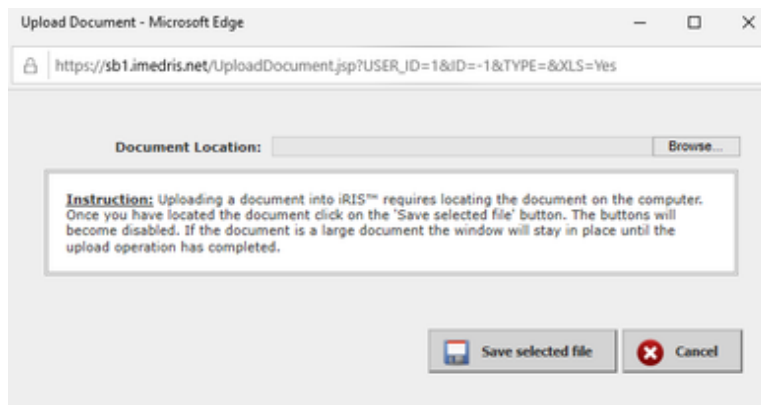 Upload Document - Microsoft Edge
https://sb1.imedris.net/UploadDocument.jsp?USER_ID=1&ID=-1&TYPE=&XLS=Yes
Document Location:
Browse...
Instruction: Uploading a document into iRIS™ requires locating the document on the computer.
Once you have located the document click on the 'Save selected file' button. The buttons will
become disabled. If the document is a large document the window will stay in place until the
upload operation has completed.
Save selected file
Cancel